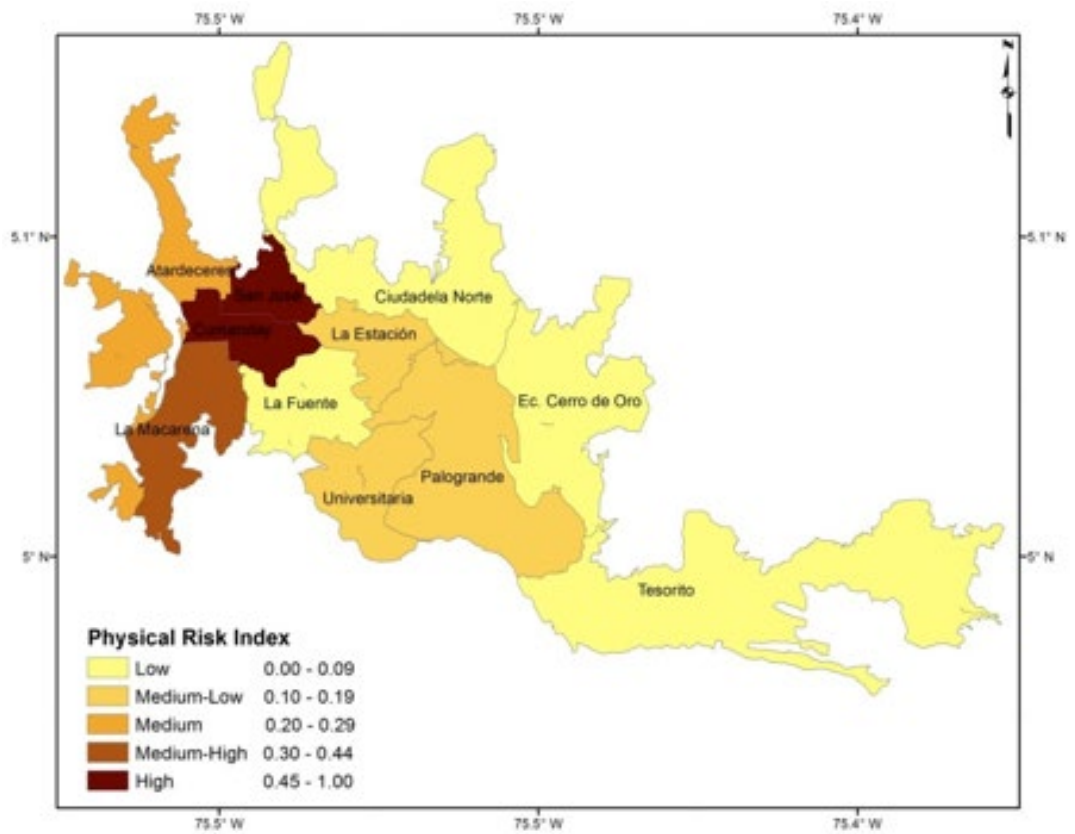 75.5° W 75.5° W 75.4° W
N
5.1° N 5.1° N
Atardeceres
San José
Ciudadela Norte
Cumanday
La Estación
La Fuente
Ec. Cerro de Oro
La Macarena
Palogrande
Universitaria
5° N 5° N
Tesorito
Physical Risk Index
Low 0.00 - 0.09
Medium-Low 0.10 - 0.19
Medium 0.20 - 0.29
Medium-High 0.30 - 0.44
High 0.45 - 1.00
75.5° W 75.5° W 75.4° W